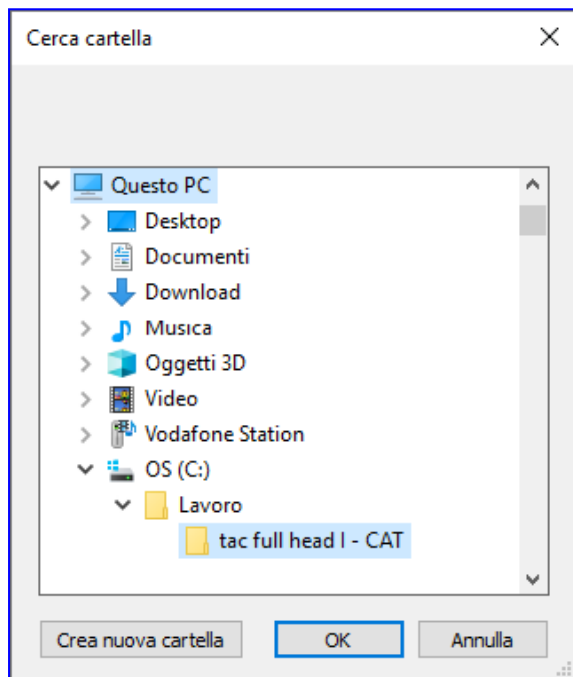 Cerca cartella
Questo PC
Desktop
Documenti
Download
Musica
Oggetti 3D
Video
Vodafone Station
OS (C:)
Lavoro
tac full head I - CAT
Crea nuova cartella
OK
Annulla